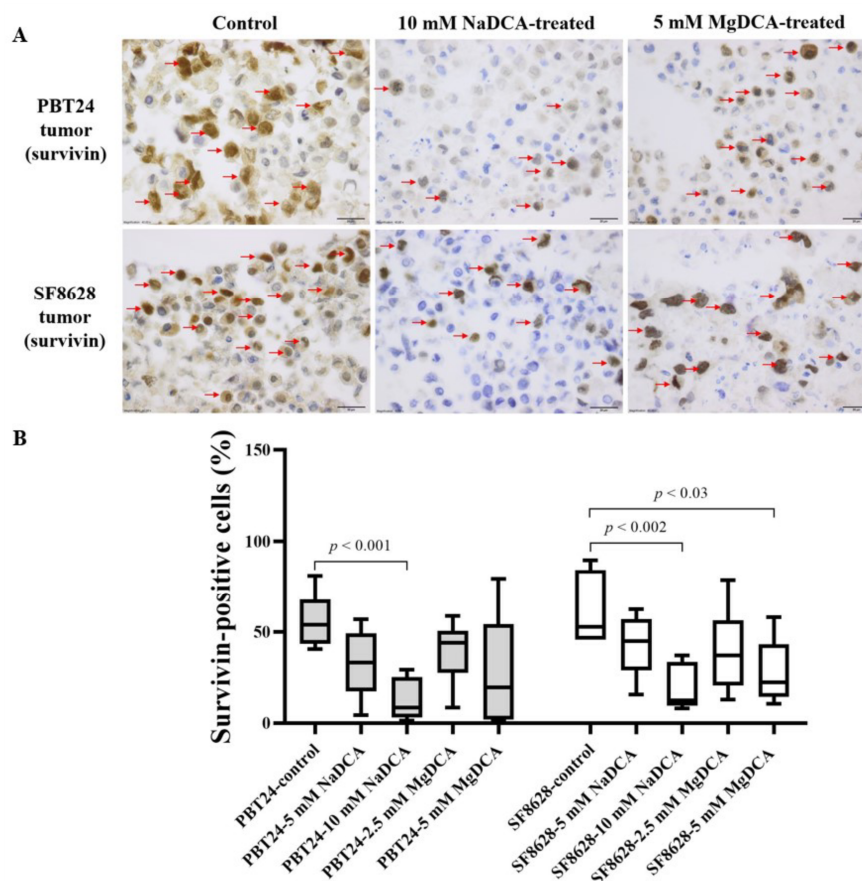 A
Control
10 mM NaDCA-treated
5 mM MgDCA-treated
PBT24
tumor
(survivin)
SF8628
tumor
(survivin)
B
Survivin-positive cells (%)
150
100
50
0
p < 0.001
p < 0.002
p < 0.03
PBT24-control
PBT24-5 mM NaDCA
PBT24-10 mM NaDCA
PBT24-2.5 mM MgDCA
PBT24-5 mM MgDCA
SF8628-control
SF8628-5 mM NaDCA
SF8628-10 mM NaDCA
SF8628-2.5 mM MgDCA
SF8628-5 mM MgDCA